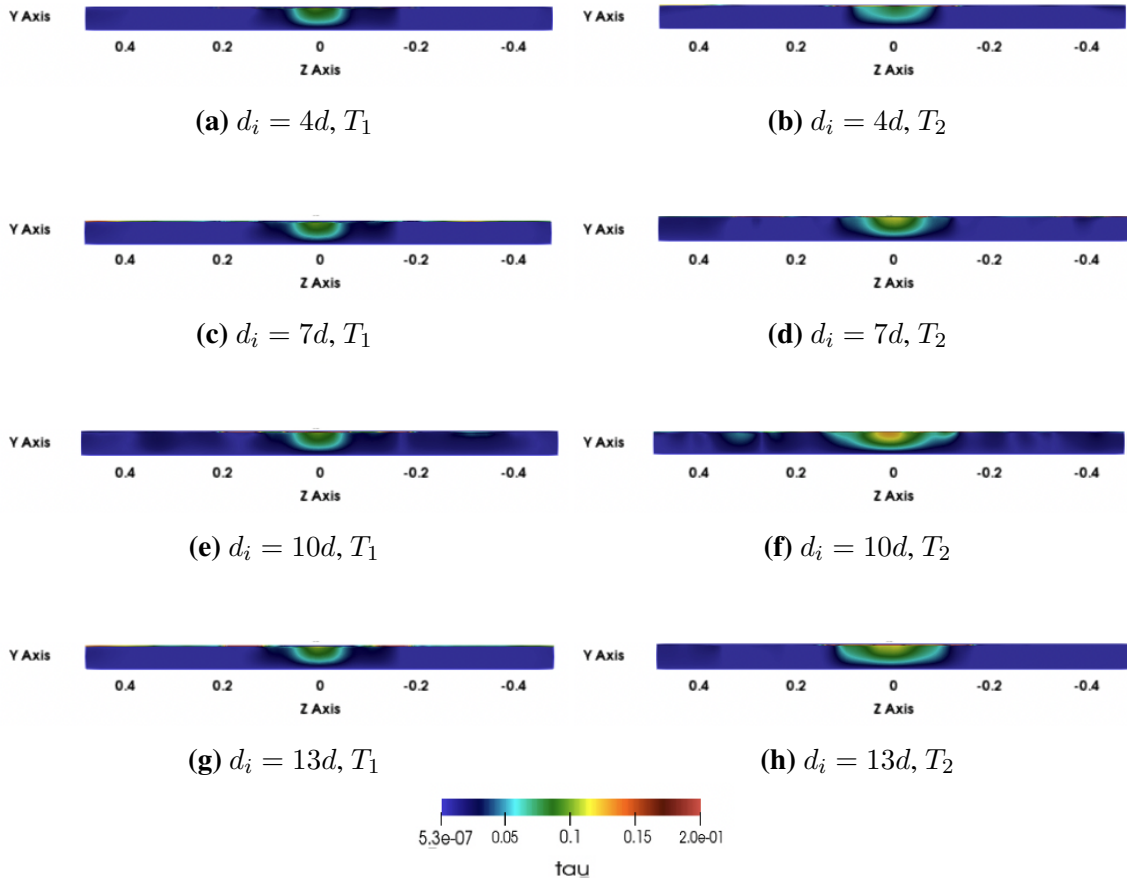 Y Axis
0.4 0.2 0 -0.2 -0.4
Z Axis
(a) d_i = 4d, T_1
Y Axis
0.4 0.2 0 -0.2 -0.4
Z Axis
(b) d_i = 4d, T_2
Y Axis
0.4 0.2 0 -0.2 -0.4
Z Axis
(c) d_i = 7d, T_1
Y Axis
0.4 0.2 0 -0.2 -0.4
Z Axis
(d) d_i = 7d, T_2
Y Axis
0.4 0.2 0 -0.2 -0.4
Z Axis
(e) d_i = 10d, T_1
Y Axis
0.4 0.2 0 -0.2 -0.4
Z Axis
(f) d_i = 10d, T_2
Y Axis
0.4 0.2 0 -0.2 -0.4
Z Axis
(g) d_i = 13d, T_1
Y Axis
0.4 0.2 0 -0.2 -0.4
Z Axis
(h) d_i = 13d, T_2
5.3e-07 0.05 0.1 0.15 2.0e-01
tau